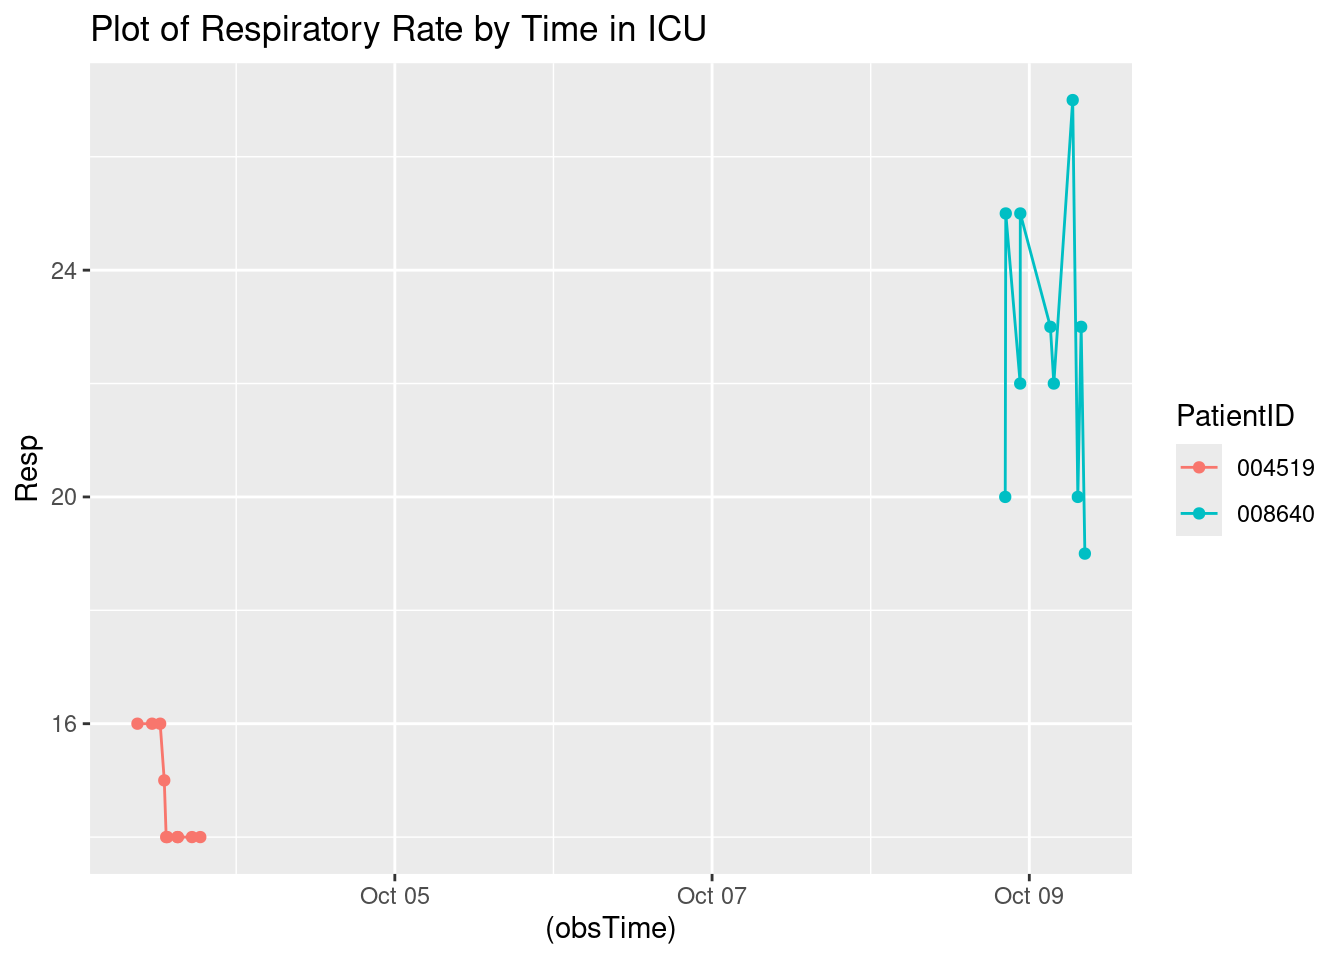 Plot of Respiratory Rate by Time in ICU
Resp
24
20
16
Oct 05
Oct 07
Oct 09
(obsTime)
PatientID
004519
008640